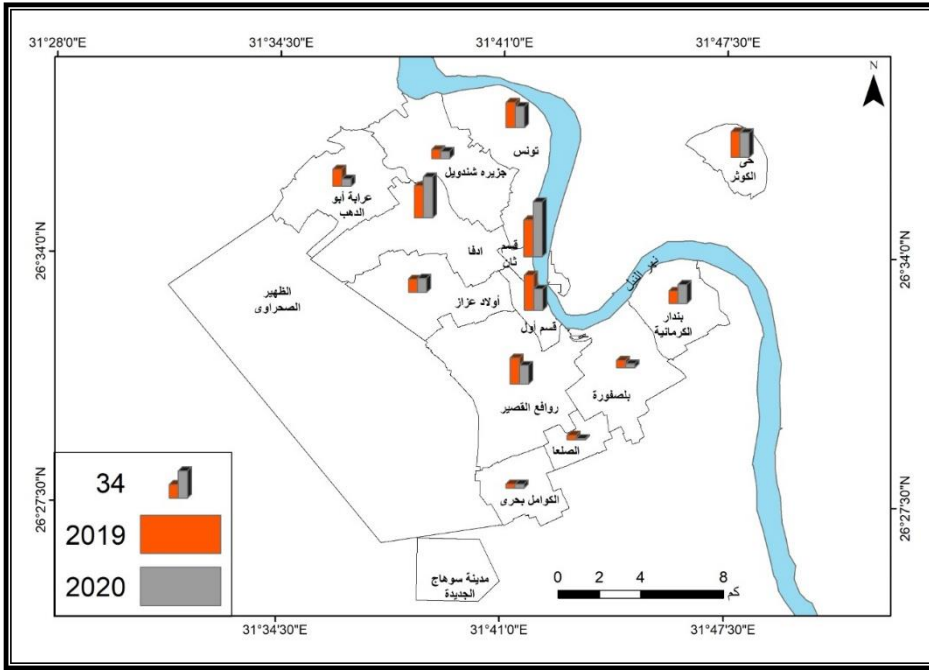 31°28'0"E
31°34'30"E
31°41'0"E
31°47'30"E
N
تونس
حى
الكوثر
جزيره شندويل
عرابة أبو
الدهب
26°34'0"N
26°34'0"N
قسم
ثان
ادفا
نهر النيل
الظهير
الصحراوى
أولاد عزاز
بندار
الكرمانية
قسم أول
بلصفورة
روافع القصير
الصلعا
26°27'30"N
26°27'30"N
الكوامل بحرى
34
2019
2020
مدينة سوهاج
الجديدة
0 2 4 8
كم
31°34'30"E
31°41'0"E
31°47'30"E